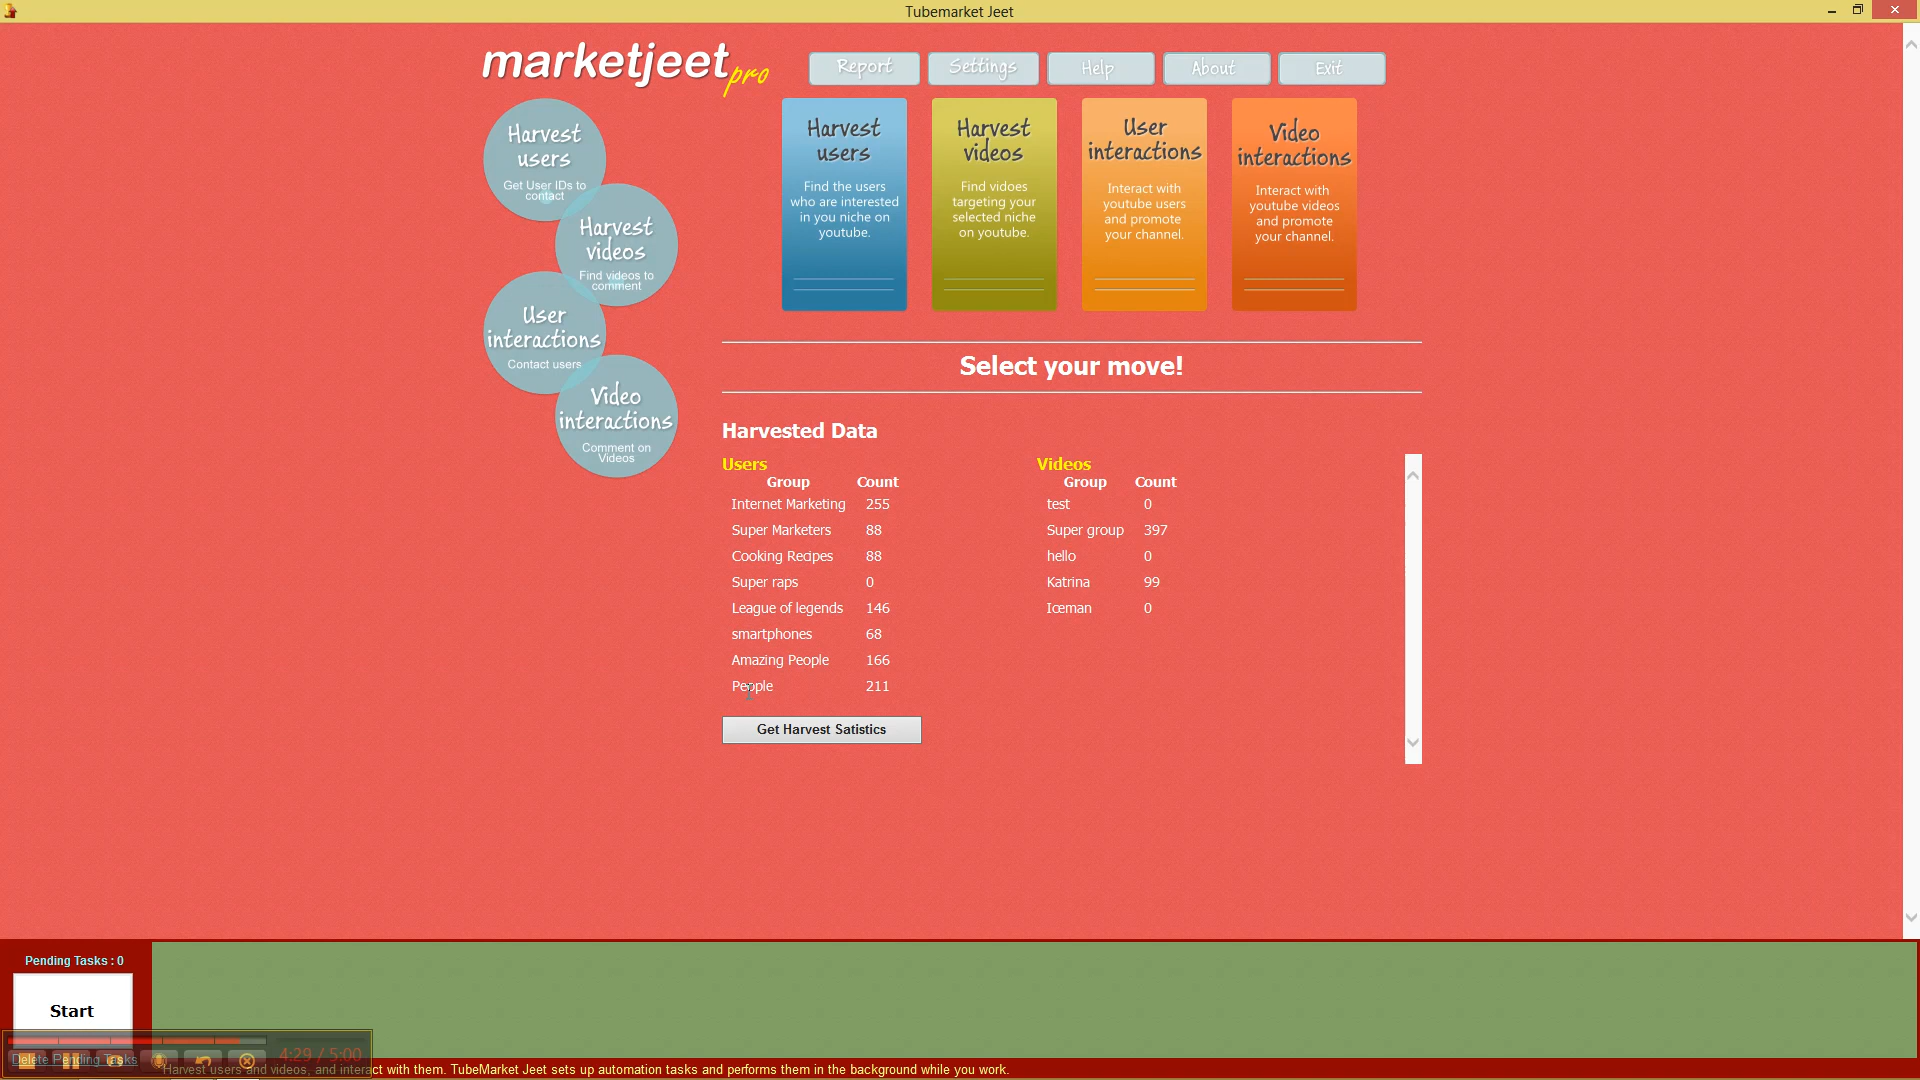 Tubemarket Jeet
marketjeet pro
Report
Settings
Help
About
Exit
Harvest
users
Get User IDs to
contact
Harvest
videos
Find videos to
comment
User
interactions
Contact users
Video
interactions
Comment on
Videos
Harvest
users
Find the users
who are interested
in you niche on
youtube.
Harvest
videos
Find vidoes
targeting your
selected niche
on youtube.
User
interactions
Interact with
youtube users
and promote
your channel.
Video
interactions
Interact with
youtube videos
and promote
your channel.
Select your move!
Harvested Data
Users
Group Count
Internet Marketing 255
Super Marketers 88
Cooking Recipes 88
Super raps 0
League of legends 146
smartphones 68
Amazing People 166
People 211
Videos
Group Count
test 0
Super group 397
hello 0
Katrina 99
Iceman 0
Get Harvest Satistics
Pending Tasks : 0
Start
Delete Pending Tasks
4:29 / 5:00
Harvest users and videos, and interact with them. TubeMarket Jeet sets up automation tasks and performs them in the background while you work.